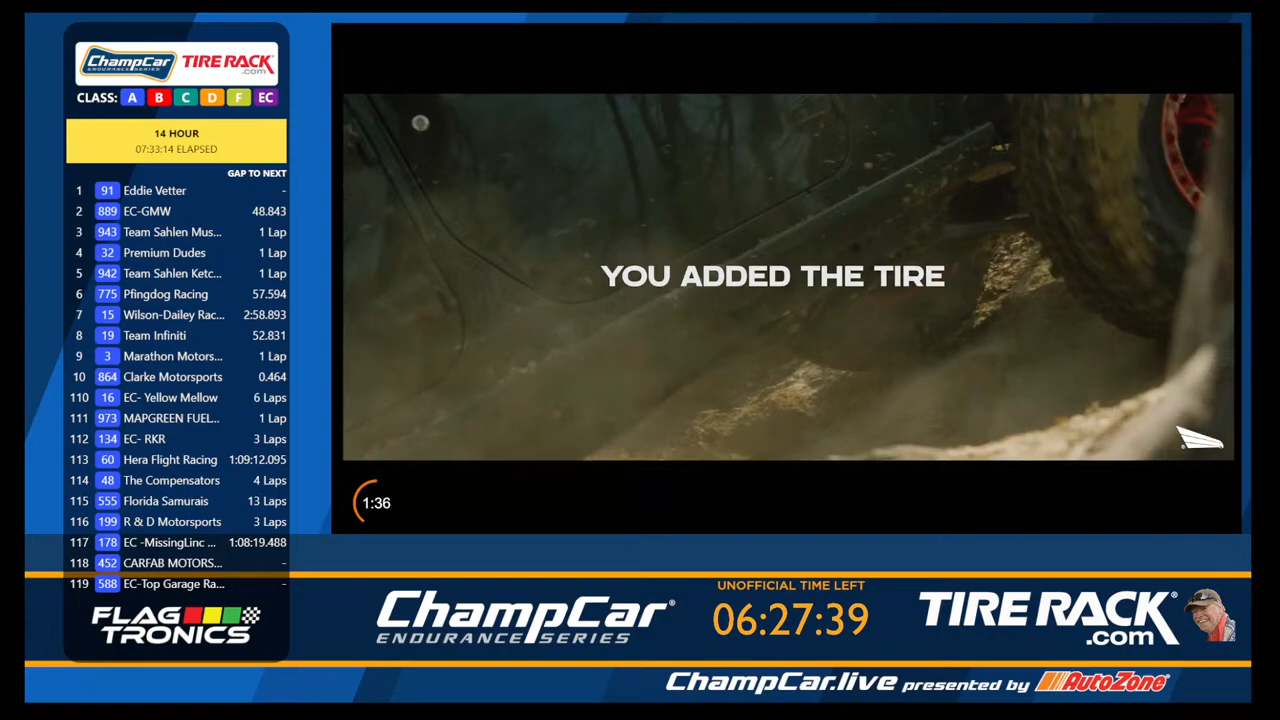 ChampCar
ENDURANCE SERIES
TIRE RACK
.com
CLASS: A B C D F EC
14 HOUR
07:33:14 ELAPSED
GAP TO NEXT
1 91 Eddie Vetter -
2 889 EC-GMW 48.843
3 943 Team Sahlen Mus... 1 Lap
4 32 Premium Dudes 1 Lap
5 942 Team Sahlen Ketc... 1 Lap
6 775 Pfingdog Racing 57.594
7 15 Wilson-Dailey Rac... 2:58.893
8 19 Team Infiniti 52.831
9 3 Marathon Motors... 1 Lap
10 864 Clarke Motorsports 0.464
110 16 EC- Yellow Mellow 6 Laps
111 973 MAPGREEN FUEL... 1 Lap
112 134 EC- RKR 3 Laps
113 60 Hera Flight Racing 1:09:12.095
114 48 The Compensators 4 Laps
115 555 Florida Samurais 13 Laps
116 199 R & D Motorsports 3 Laps
117 178 EC -MissingLinc ... 1:08:19.488
118 452 CARFAB MOTORS... -
119 588 EC-Top Garage Ra... -
FLAG
TRONICS
YOU ADDED THE TIRE
1:36
ChampCar®
ENDURANCE SERIES
UNOFFICIAL TIME LEFT
06:27:39
TIRE RACK®
.com
ChampCar.live presented by AutoZone